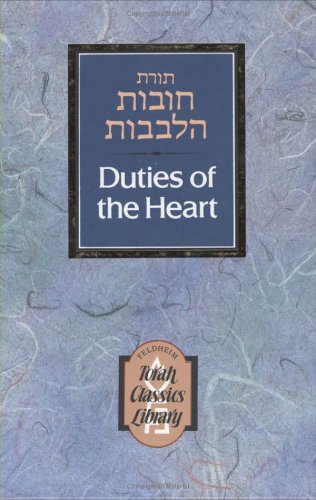 תורת
חובות
הלבבות
Duties of
the Heart
FELDHEIM
Torah
Classics
Library